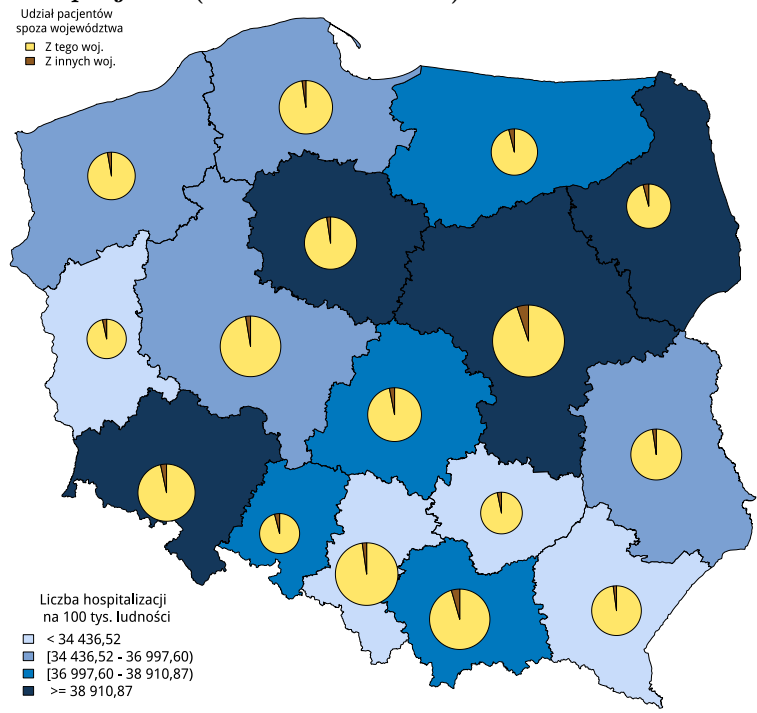 Udział pacjentów
spoza województwa
Z tego woj.
Z innych woj.
Liczba hospitalizacji
na 100 tys. ludności
< 34 436,52
[34 436,52 - 36 997,60)
[36 997,60 - 38 910,87)
>= 38 910,87